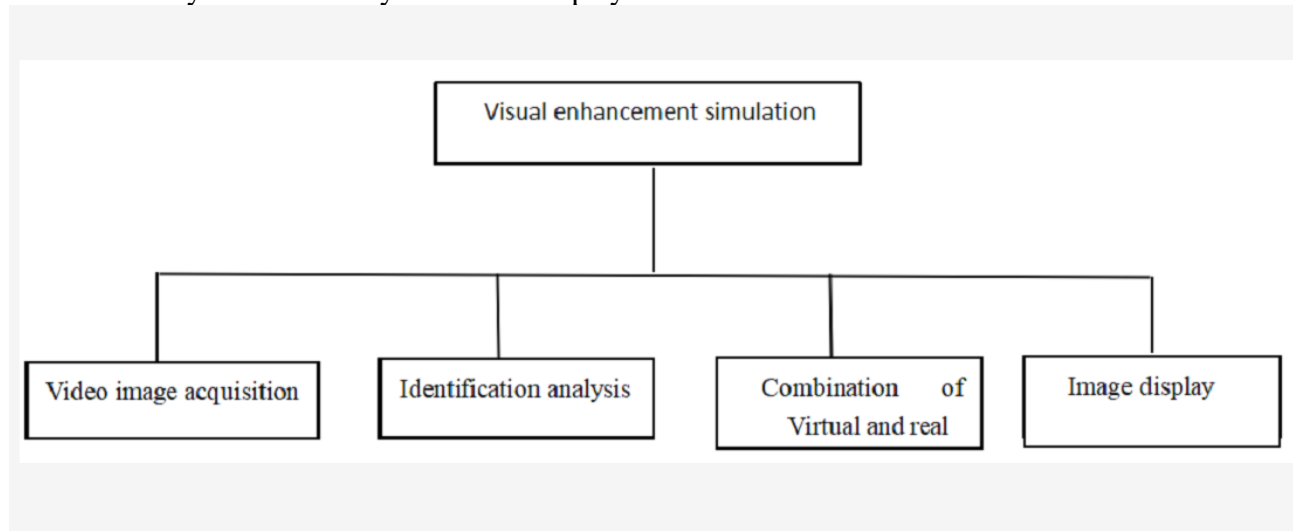 Visual enhancement simulation
Video image acquisition
Identification analysis
Combination of
Virtual and real
Image display